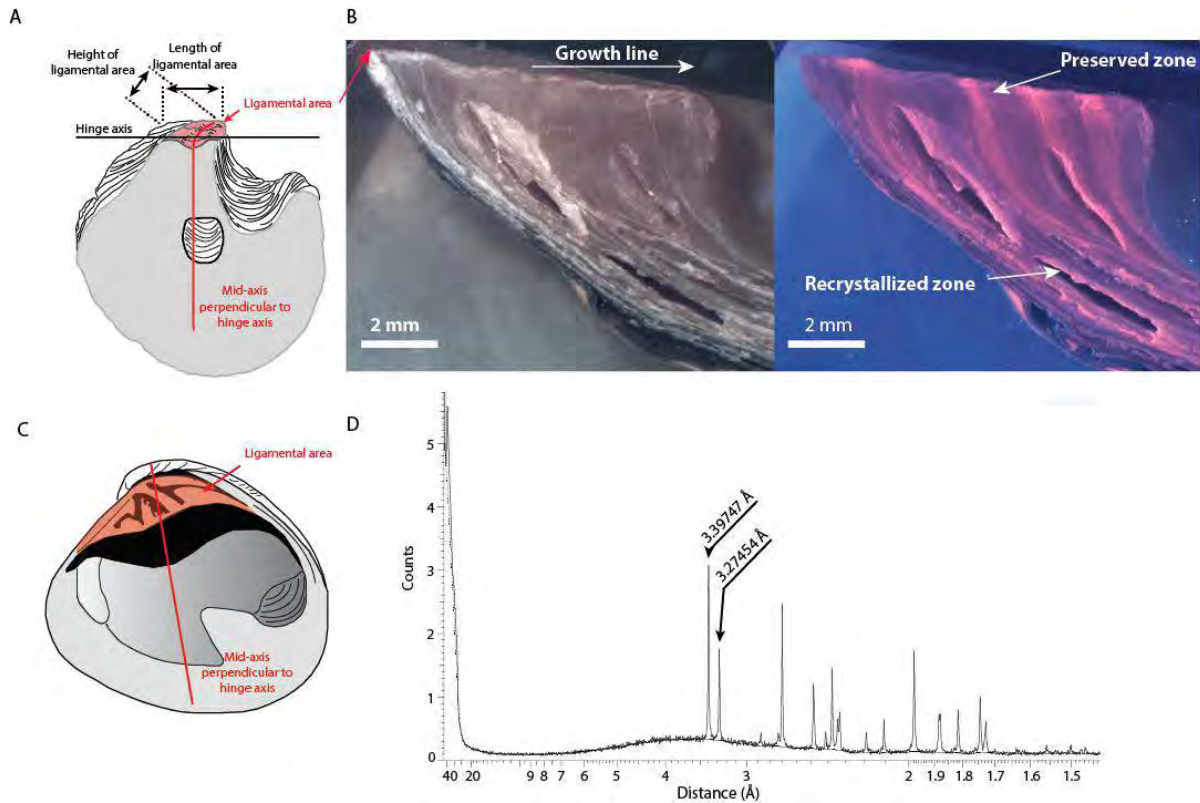 A
Height of
ligamental area
Length of
ligamental area
Ligamental area
Hinge axis
Mid-axis
perpendicular to
hinge axis
B
Growth line
2 mm
Preserved zone
Recrystallized zone
2 mm
C
Ligamental area
Mid-axis
perpendicular to
hinge axis
D
3.39747 Å
3.27454 Å
Counts
5
4
3
2
1
0
40 20 9 8 7 6 5 4 3 2 1.9 1.8 1.7 1.6 1.5
Distance (Å)